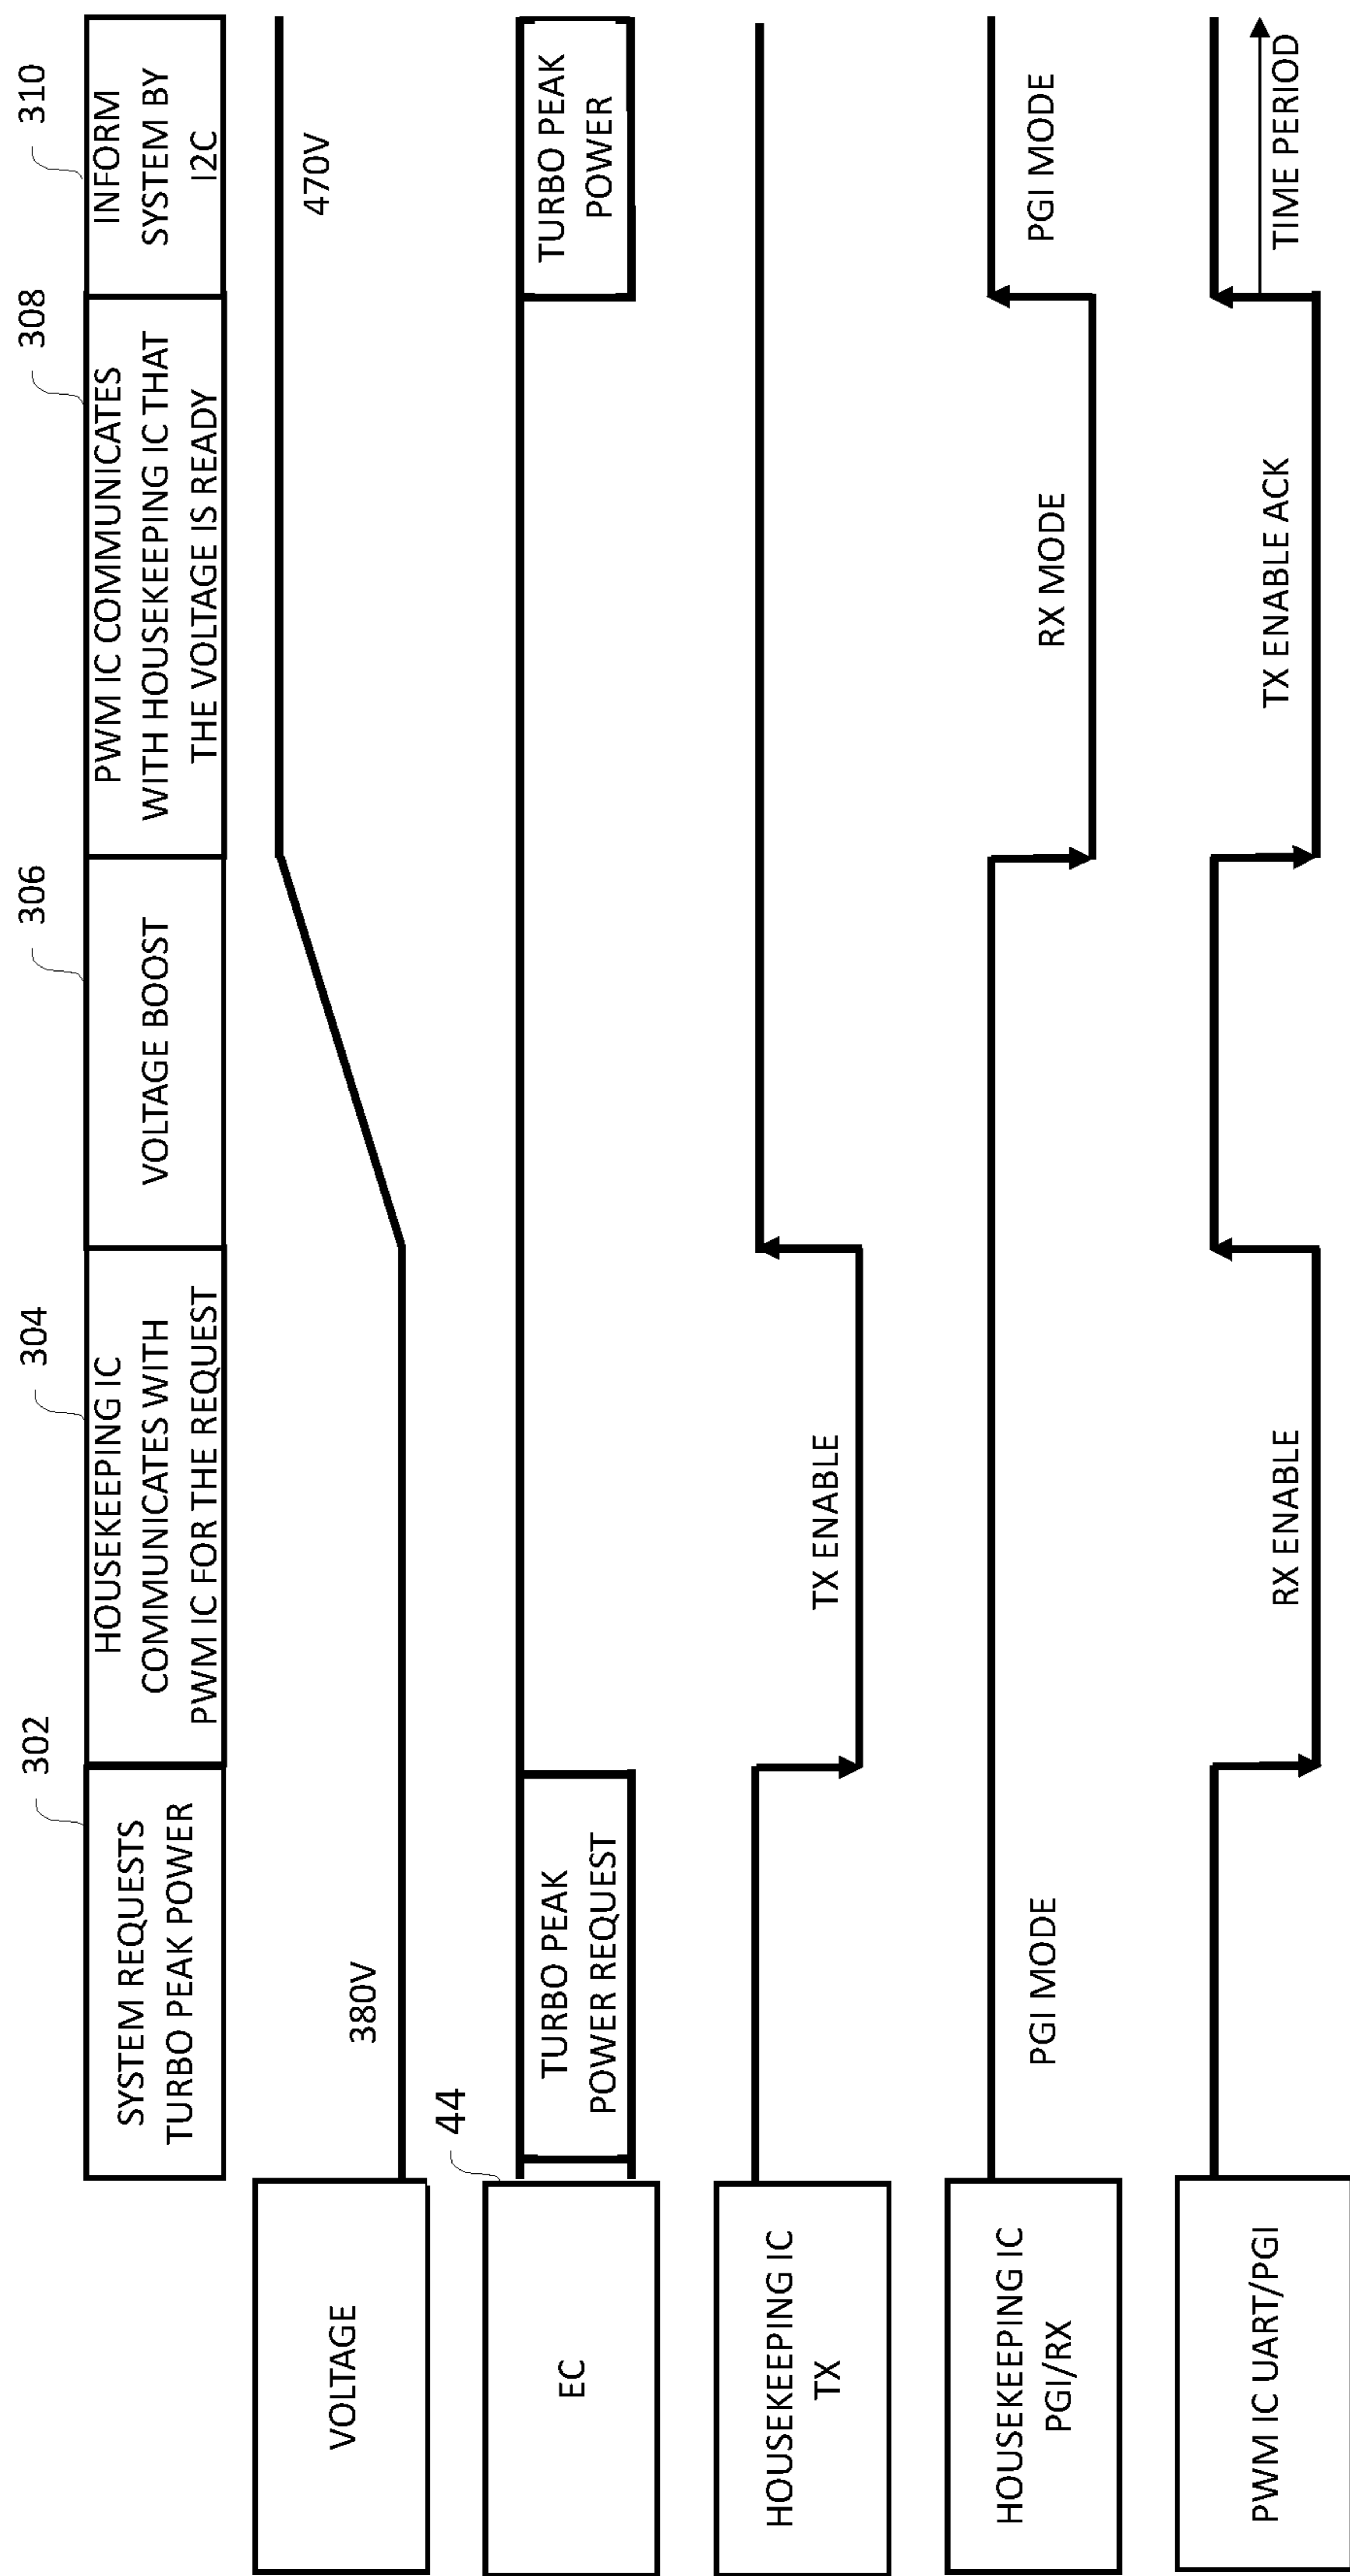 302
304
306
308
310
SYSTEM REQUESTS
TURBO PEAK POWER
HOUSEKEEPING IC
COMMUNICATES WITH
PWM IC FOR THE REQUEST
VOLTAGE BOOST
PWM IC COMMUNICATES
WITH HOUSEKEEPING IC THAT
THE VOLTAGE IS READY
INFORM
SYSTEM BY
I2C
VOLTAGE
380V
470V
44
EC
TURBO PEAK
POWER REQUEST
TURBO PEAK
POWER
HOUSEKEEPING IC
TX
TX ENABLE
HOUSEKEEPING IC
PGI/RX
PGI MODE
RX MODE
PGI MODE
PWM IC UART/PGI
RX ENABLE
TX ENABLE ACK
TIME PERIOD